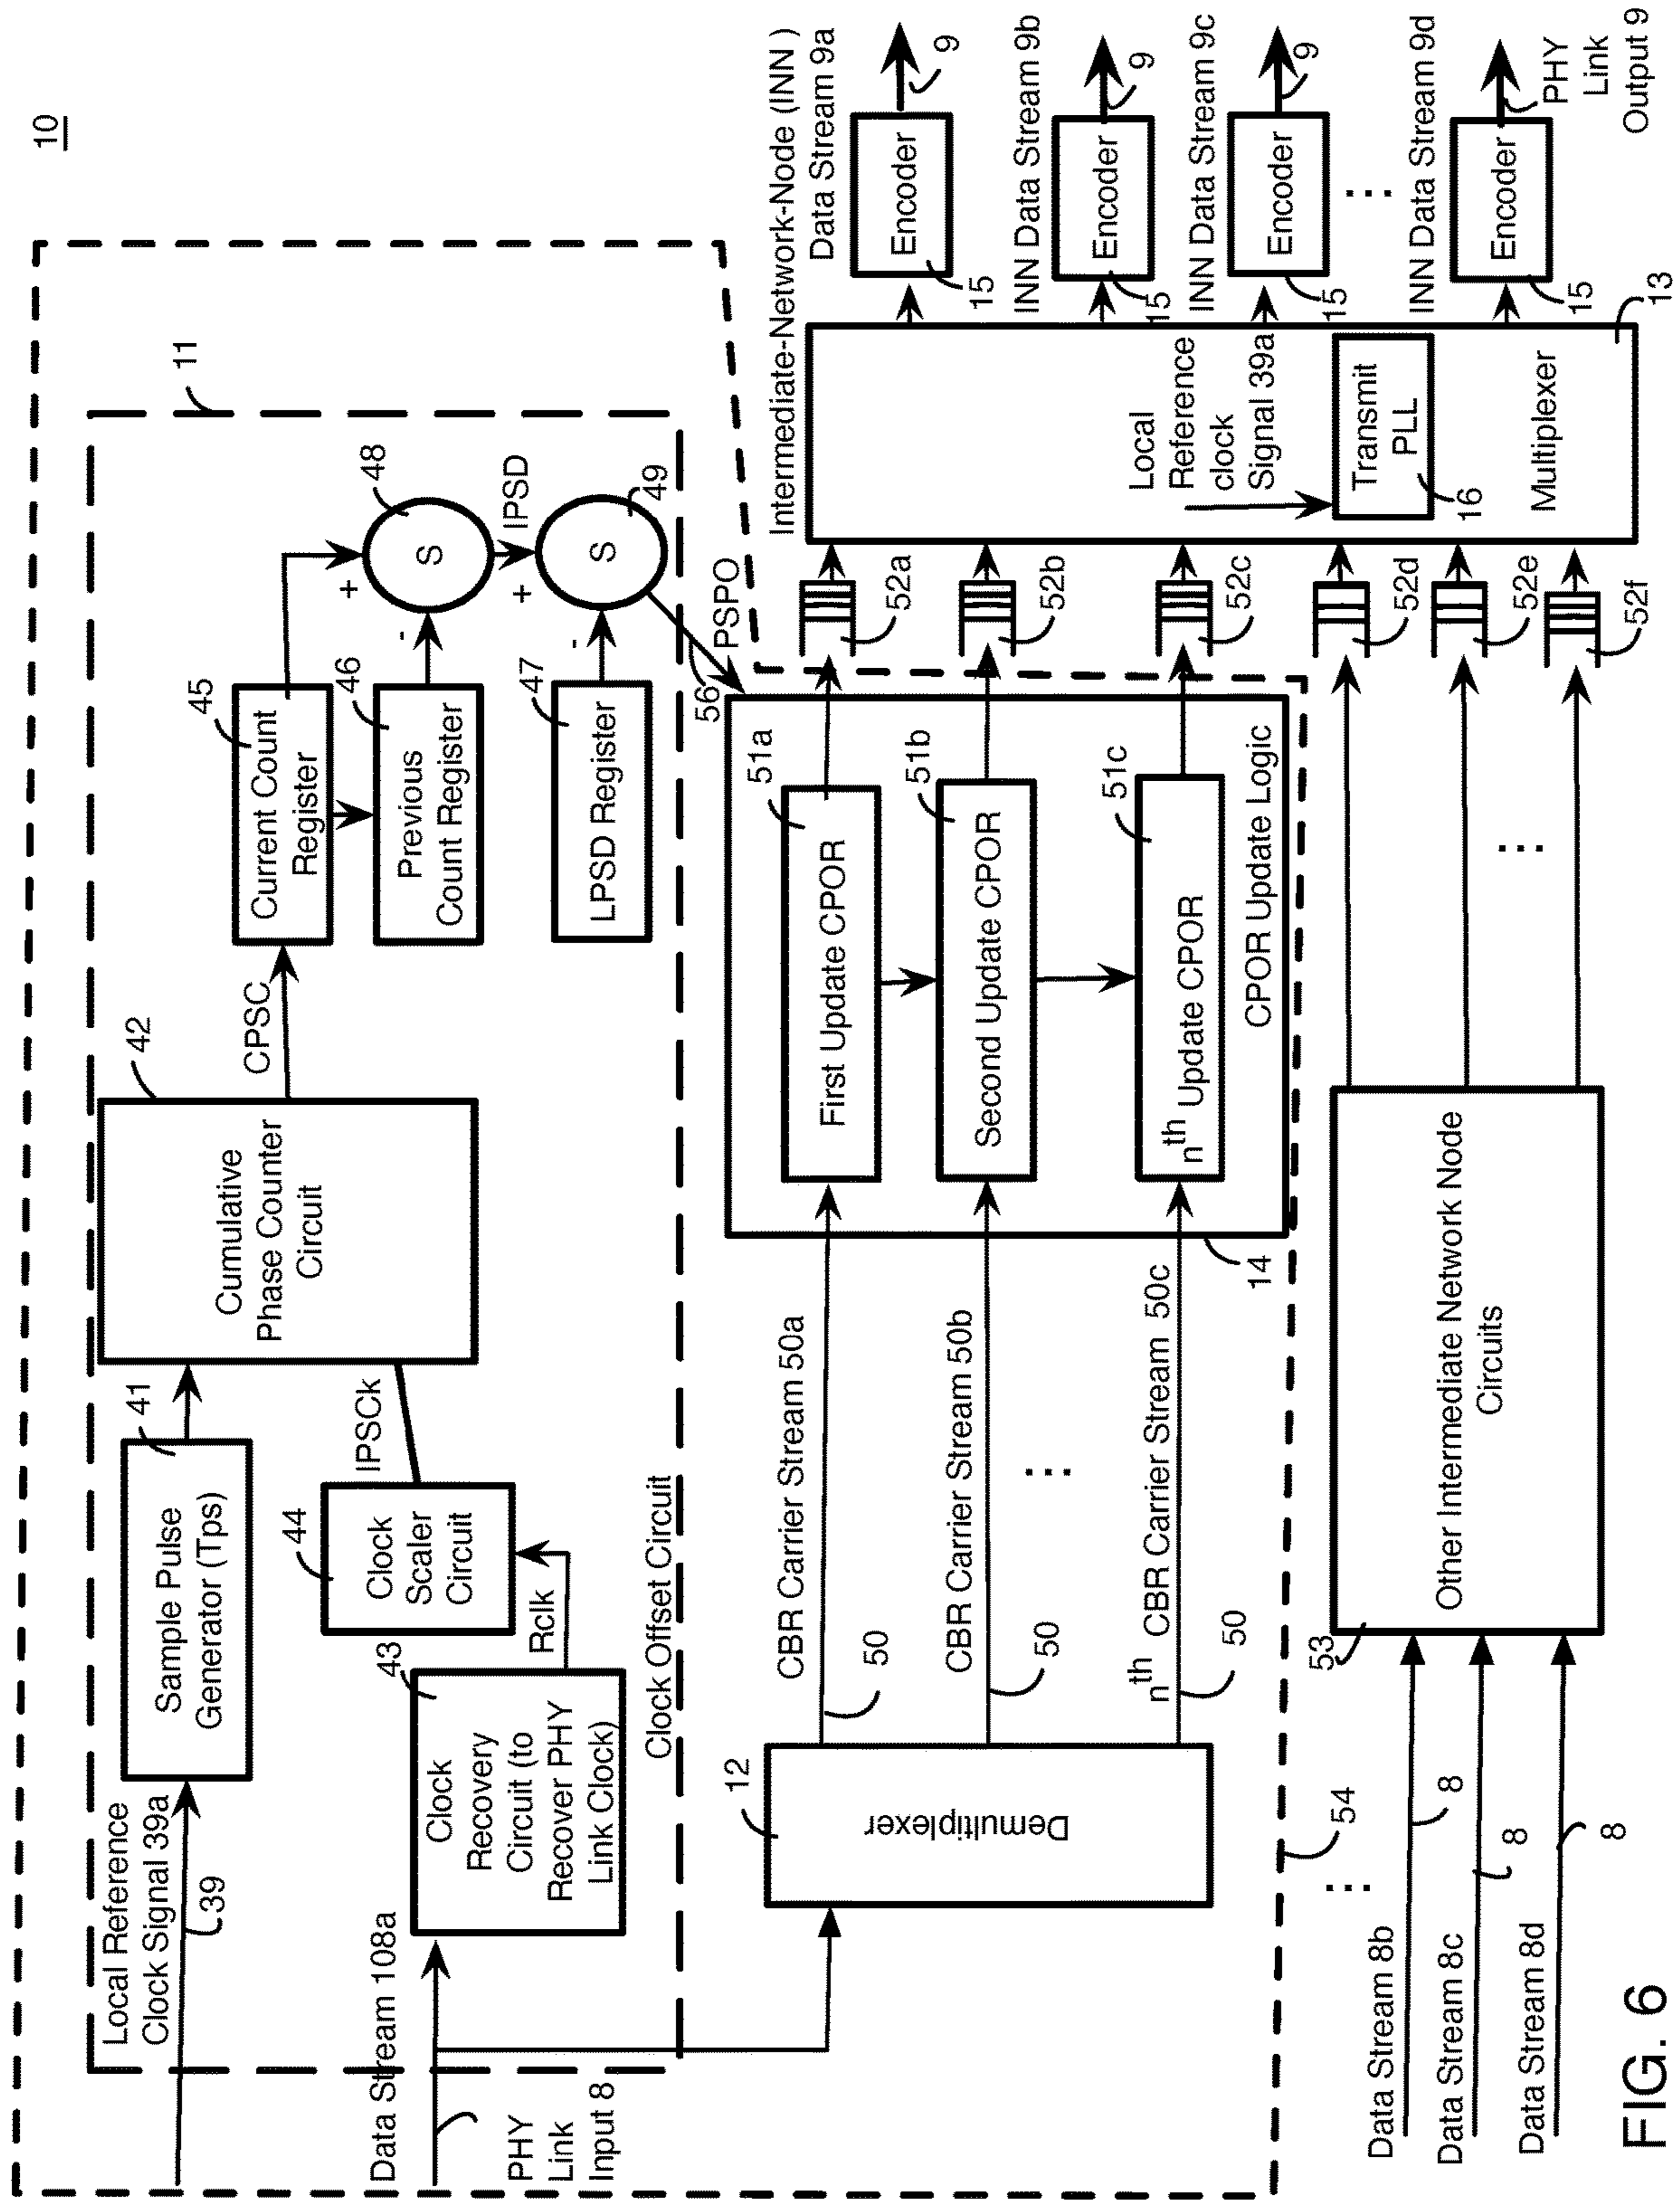 10
11
Local Reference
Clock Signal 39a
39
Sample Pulse
Generator (Tps)
41
Cumulative
Phase Counter
Circuit
42
CPSC
Current Count
Register
45
Previous
Count Register
46
LPSD Register
47
+
-
S
48
IPSD
+
-
S
49
PSPO
56
IPSCk
Clock
Scaler
Circuit
44
Rclk
Clock
Recovery
Circuit (to
Recover PHY
Link Clock)
43
Clock Offset Circuit
Data Stream 108a
PHY
Link
Input 8
Demultiplexer
12
CBR Carrier Stream 50a
50
CBR Carrier Stream 50b
50
...
nth CBR Carrier Stream 50c
50
First Update CPOR
51a
Second Update CPOR
51b
nth Update CPOR
51c
CPOR Update Logic
14
54
52a
52b
52c
52d
52e
52f
Local
Reference
clock
Signal 39a
Transmit
PLL
16
Multiplexer
13
Intermediate-Network-Node (INN )
Data Stream 9a
Encoder
15
9
INN Data Stream 9b
Encoder
15
9
INN Data Stream 9c
Encoder
15
9
...
INN Data Stream 9d
Encoder
15
PHY
Link
Output 9
Other Intermediate Network Node
Circuits
53
...
...
Data Stream 8b
8
Data Stream 8c
8
Data Stream 8d
8
FIG. 6